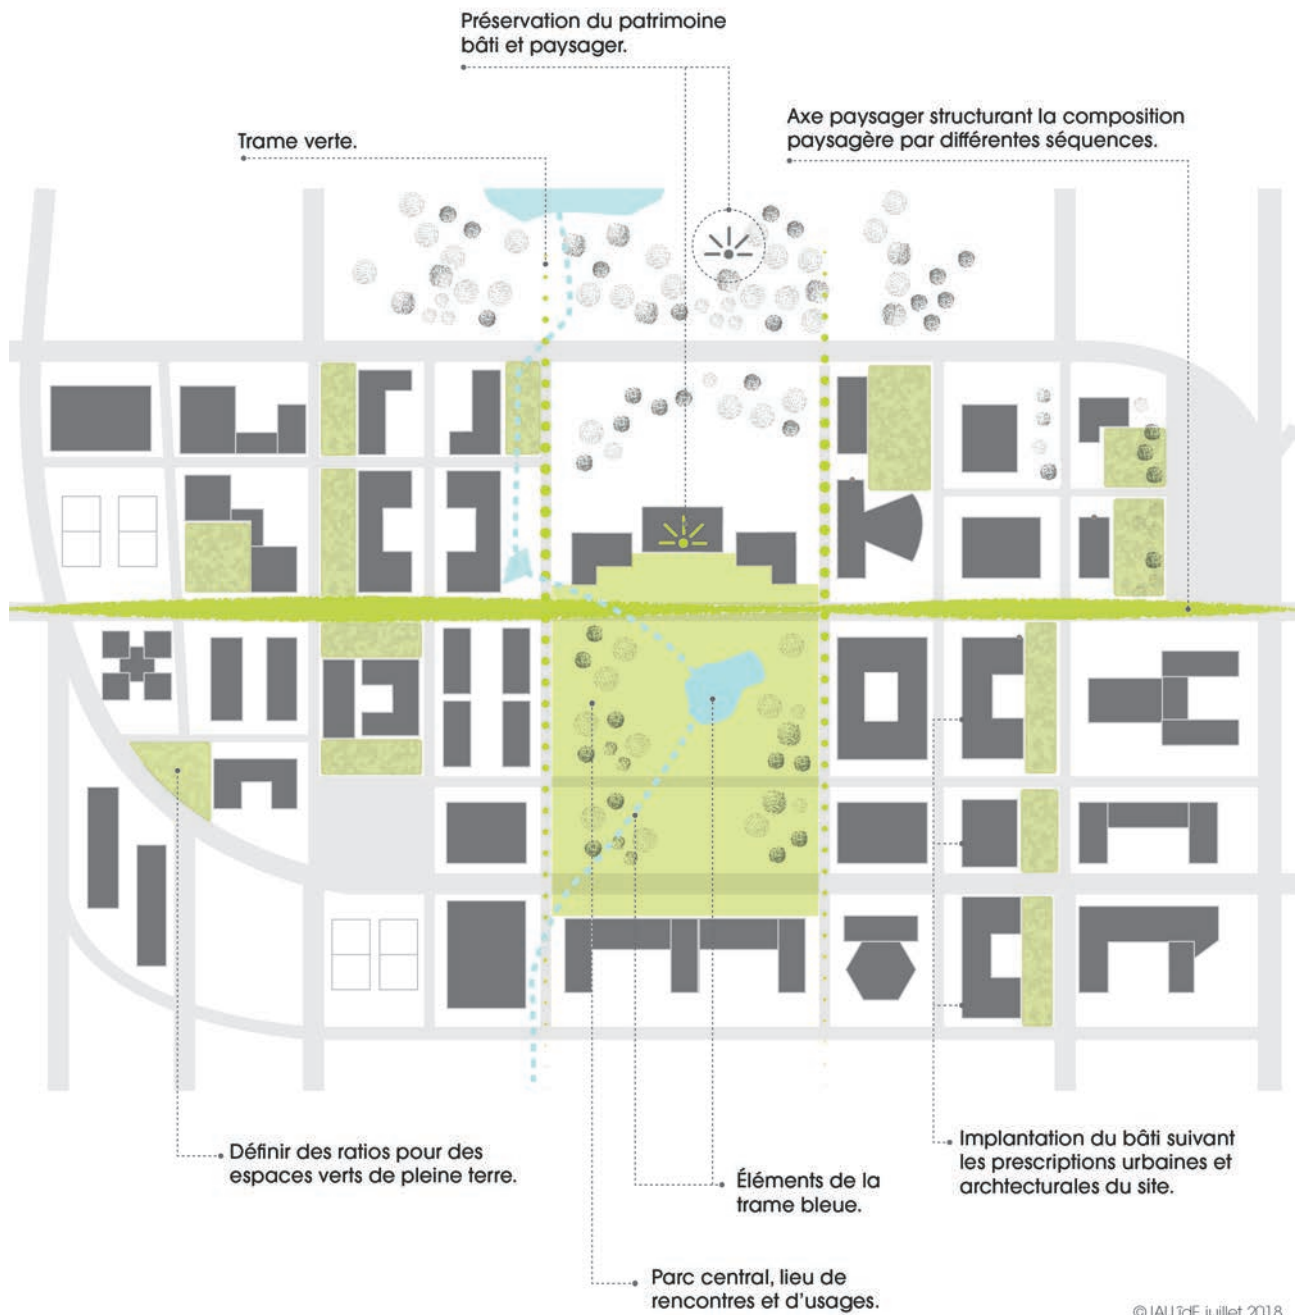 Préservation du patrimoine
bâti et paysager.
Axe paysager structurant la composition
paysagère par différentes séquences.
Trame verte.
Définir des ratios pour des
espaces verts de pleine terre.
Implantation du bâti suivant
les prescriptions urbaines et
archtecturales du site.
Éléments de la
trame bleue.
Parc central, lieu de
rencontres et d'usages.
©IAU îdF juillet 2018